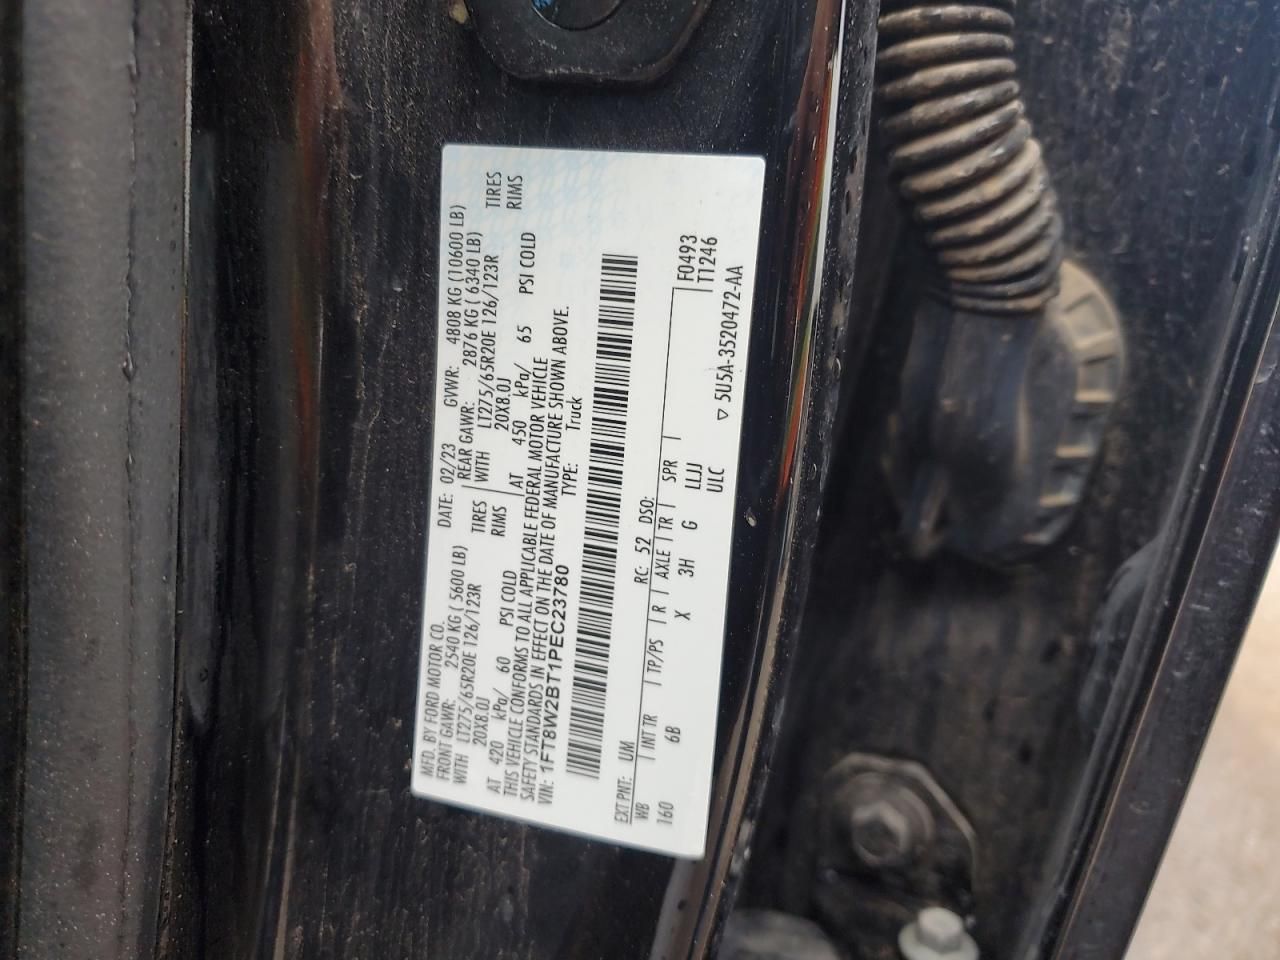 MFD. BY FORD MOTOR CO.
DATE: 02/23 GVWR: 4808 KG (10600 LB)
FRONT GAWR: 2540 KG ( 5600 LB) REAR GAWR: 2876 KG ( 6340 LB)
WITH LT275/65R20E 126/123R TIRES WITH LT275/65R20E 126/123R TIRES
20X8.0J RIMS 20X8.0J RIMS
AT 420 kPa/ 60 PSI COLD AT 450 kPa/ 65 PSI COLD
THIS VEHICLE CONFORMS TO ALL APPLICABLE FEDERAL MOTOR VEHICLE
SAFETY STANDARDS IN EFFECT ON THE DATE OF MANUFACTURE SHOWN ABOVE.
VIN: 1FT8W2BT1PEC23780 TYPE: Truck
EXT PNT: UM RC: 52 DSO:
WB INT TR TP/PS R AXLE TR SPR F0493
160 6B X 3H G LLJJ T1246
ULC
▽ 5U5A-3520472-AA